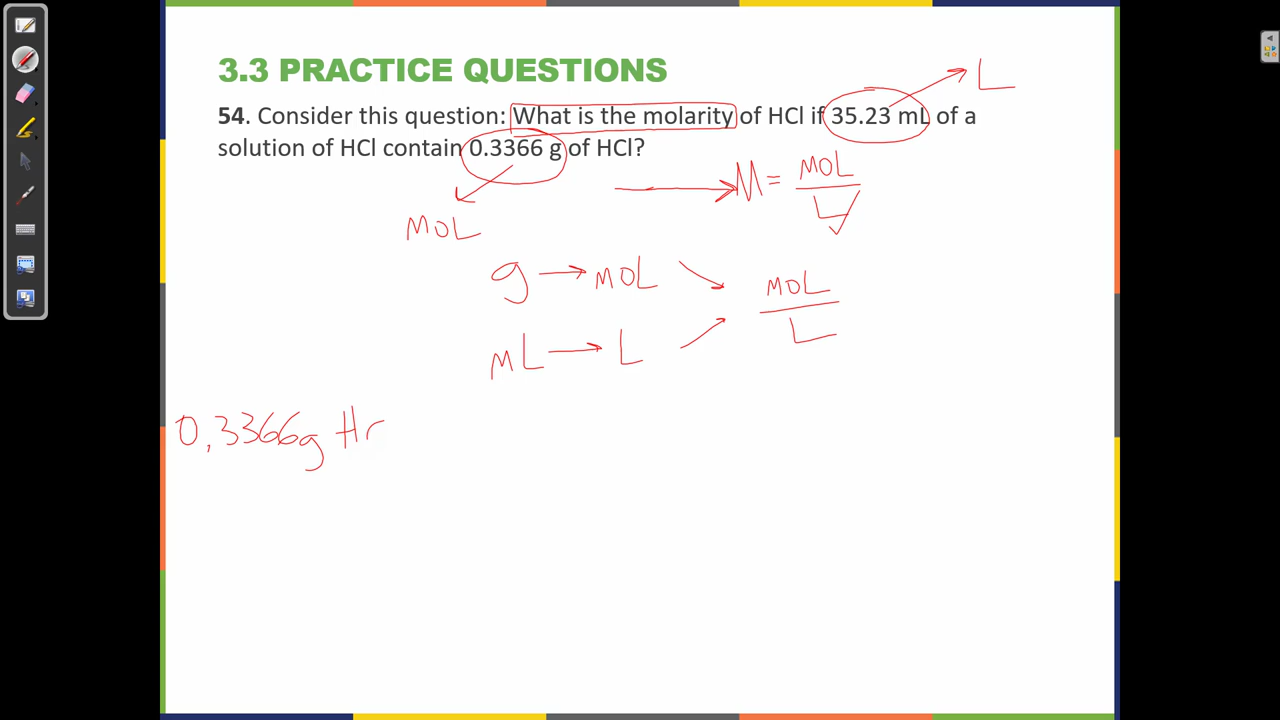 3.3 PRACTICE QUESTIONS
L
54. Consider this question: What is the molarity of HCl if 35.23 mL of a
solution of HCl contain 0.3366 g of HCl?
M = MOL
L
MOL
g → MOL
MOL
L
mL → L
0.3366g Hr